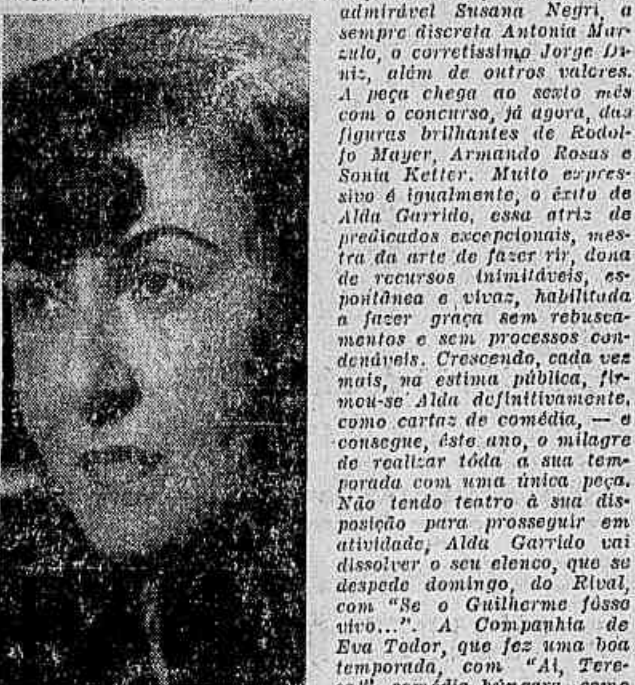 admirável Susana Negri, a
sempre discreta Antonia Mar-
zulo, o corretissimo Jorge Di-
niz, além de outros valores.
A peça chega ao sexto mês
com o concurso, já agora, das
figuras brilhantes de Rodol-
fo Mayer, Armando Rosas e
Sonia Ketter. Muito expres-
sivo é igualmente, o êxito de
Alda Garrido, essa atriz de
predicados excepcionais, mes-
tra da arte de fazer rir, dona
de recursos inimitáveis, es-
pontânea e vivaz, habilitada
a fazer graça sem rebusca-
mentos e sem processos con-
denáveis. Crescendo, cada vez
mais, na estima pública, fir-
mou-se Alda definitivamente,
como cartaz de comédia, — e
consegue, êste ano, o milagre
de realizar tôda a sua tem-
porada com uma única peça.
Não tendo teatro à sua dis-
posição para prosseguir em
atividade, Alda Garrido vai
dissolver o seu elenco, que se
despede domingo, do Rival,
com "Se o Guilherme fôsse
vivo...". A Companhia de
Eva Todor, que fez uma boa
temporada, com "Ai, Tere-
comédia húngara, como